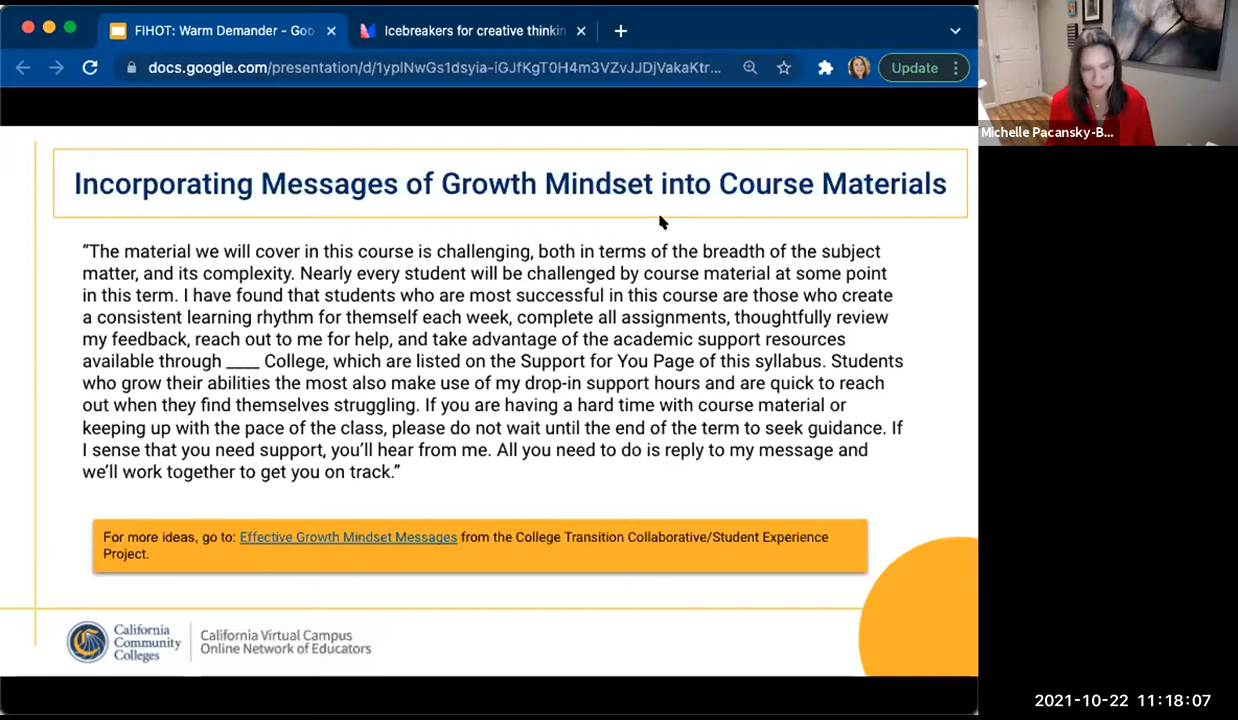 FIHOT: Warm Demander - Goo
Icebreakers for creative thinkin
docs.google.com/presentation/d/1yplNwGs1dsyia-iGJfKgT0H4m3VZvJJDjVakaKtr...
Update
Michelle Pacansky-B...
Incorporating Messages of Growth Mindset into Course Materials
“The material we will cover in this course is challenging, both in terms of the breadth of the subject
matter, and its complexity. Nearly every student will be challenged by course material at some point
in this term. I have found that students who are most successful in this course are those who create
a consistent learning rhythm for themself each week, complete all assignments, thoughtfully review
my feedback, reach out to me for help, and take advantage of the academic support resources
available through ____ College, which are listed on the Support for You Page of this syllabus. Students
who grow their abilities the most also make use of my drop-in support hours and are quick to reach
out when they find themselves struggling. If you are having a hard time with course material or
keeping up with the pace of the class, please do not wait until the end of the term to seek guidance. If
I sense that you need support, you’ll hear from me. All you need to do is reply to my message and
we’ll work together to get you on track.”
For more ideas, go to: Effective Growth Mindset Messages from the College Transition Collaborative/Student Experience
Project.
California
Community
Colleges
California Virtual Campus
Online Network of Educators
2021-10-22 11:18:07